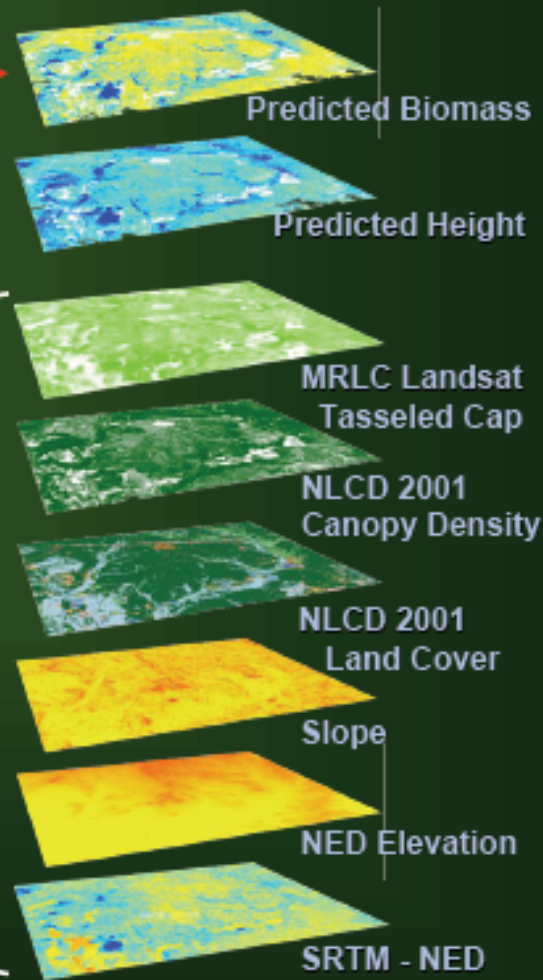 Predicted Biomass
Predicted Height
MRLC Landsat
Tasseled Cap
NLCD 2001
Canopy Density
NLCD 2001
Land Cover
Slope
NED Elevation
SRTM - NED